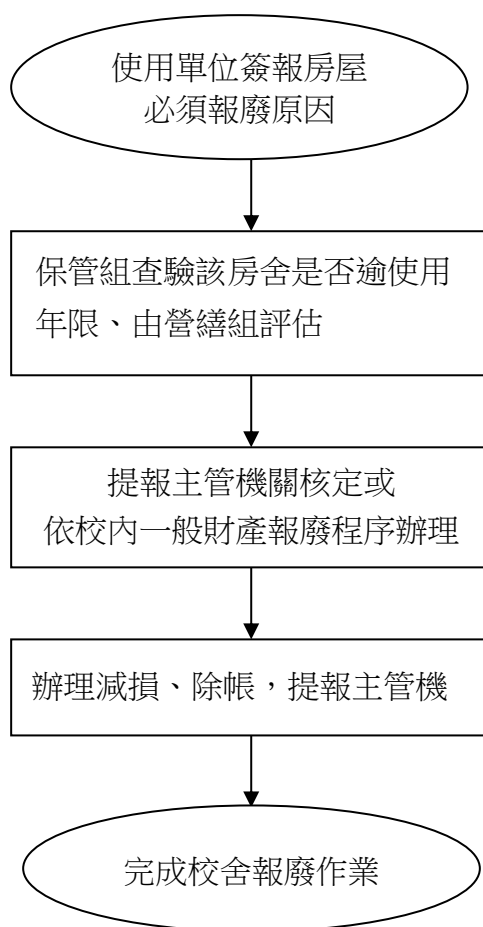 使用單位簽報房屋
必須報廢原因
保管組查驗該房舍是否逾使用
年限、由營繕組評估
提報主管機關核定或
依校內一般財產報廢程序辦理
辦理減損、除帳，提報主管機
完成校舍報廢作業